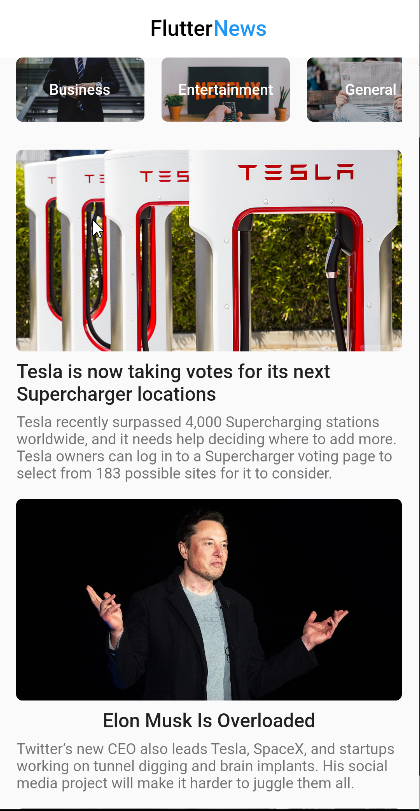 FlutterNews
Business
Entertainment
General
NETFLIX
TESLA
Tesla is now taking votes for its next
Supercharger locations
Tesla recently surpassed 4,000 Supercharging stations
worldwide, and it needs help deciding where to add more.
Tesla owners can log in to a Supercharger voting page to
select from 183 possible sites for it to consider.
Elon Musk Is Overloaded
Twitter’s new CEO also leads Tesla, SpaceX, and startups
working on tunnel digging and brain implants. His social
media project will make it harder to juggle them all.